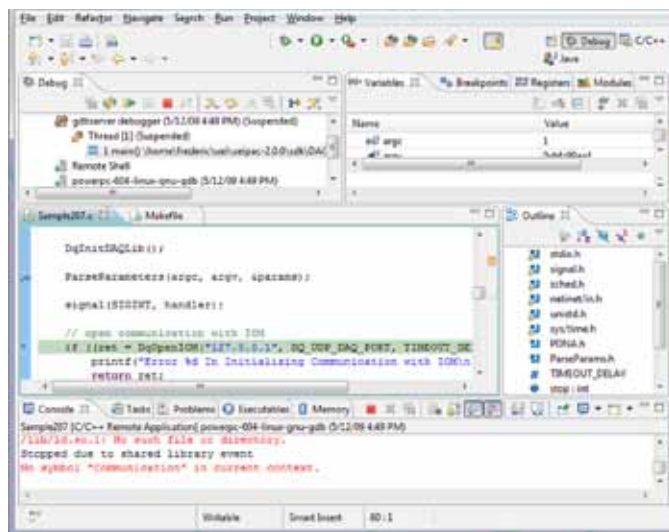 File Edit Refactor Navigate Search Run Project Window Help
Debug C/C++
Java
Debug
Variables Breakpoints Registers Modules
gdbserver debugger (5/12/09 4:49 PM) (Suspended)
Thread [1] (Suspended)
1 main()
Remote Shell
powerpc-604-linux-gnu-gdb (5/12/09 4:49 PM)
Name Value
argc 1
Sample207.c Makefile
Outline
DqInitDAQLib();
ParseParameters(argc, argv, &params);
signal(SIGINT, handler);
// open communication with IOM
if ((ret = DqOpenIOM("127.0.0.1", DQ_UDP_DAQ_PORT, TIMEOUT_DE
printf("Error %d In Initializing Communication with IOM\n
return ret;
stdio.h
signal.h
sched.h
netinet/in.h
unistd.h
sys/time.h
PDNA.h
ParseParams.h
TIMEOUT_DELAY
stop : int
Console Tasks Problems Executables Memory
Sample207 [C/C++ Remote Application] powerpc-604-linux-gnu-gdb (5/12/09 4:49 PM)
/lib/ld.so.1: No such file or directory.
Stopped due to shared library event
No symbol "Communication" in current context.
Writable Smart Insert 80 : 1